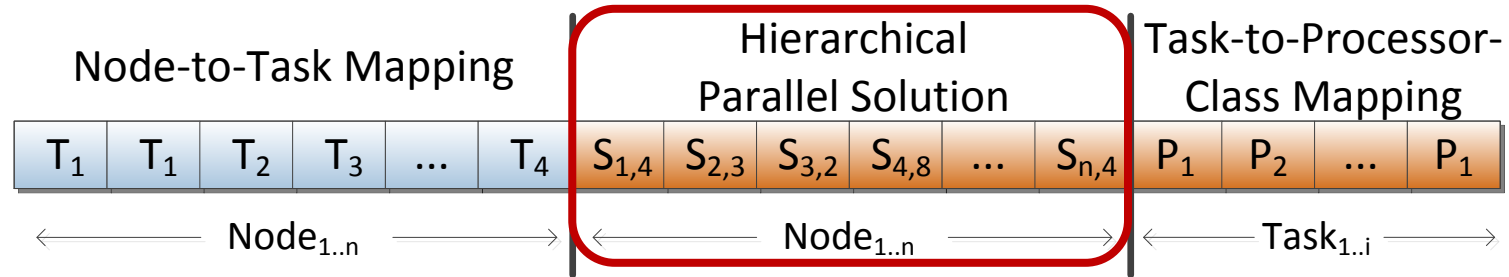 Node-to-Task Mapping
Hierarchical
Parallel Solution
Task-to-Processor-
Class Mapping
T₁ T₁ T₂ T₃ ... T₄ S₁,₄ S₂,₃ S₃,₂ S₄,₈ ... Sₙ,₄ P₁ P₂ ... P₁
Node₁..ₙ Node₁..ₙ Task₁..ᵢ